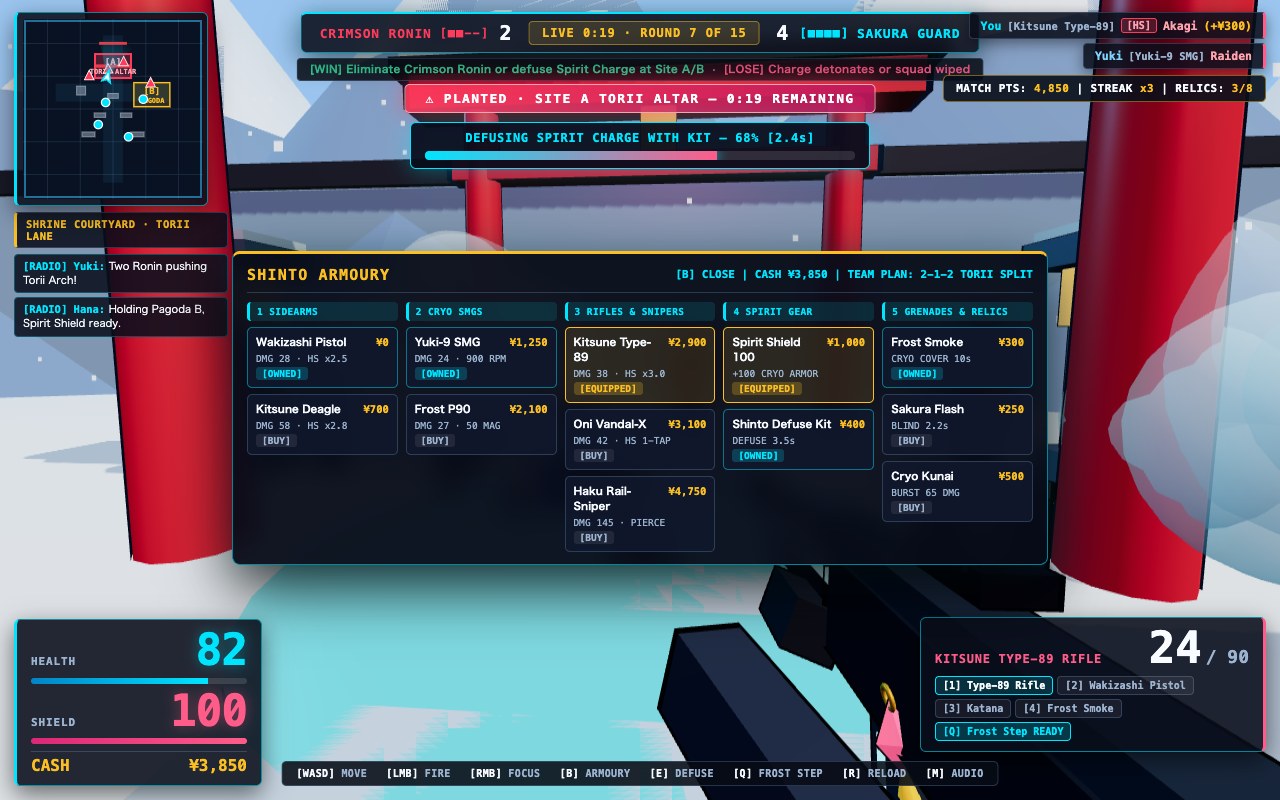 CRIMSON RONIN [■■--] 2
LIVE 0:19 · ROUND 7 OF 15
4 [■■■■] SAKURA GUARD
You [Kitsune Type-89] [HS] Akagi (+¥300)
Yuki [Yuki-9 SMG] Raiden
[WIN] Eliminate Crimson Ronin or defuse Spirit Charge at Site A/B · [LOSE] Charge detonates or squad wiped
MATCH PTS: 4,850 | STREAK x3 | RELICS: 3/8
⚠ PLANTED · SITE A TORII ALTAR — 0:19 REMAINING
DEFUSING SPIRIT CHARGE WITH KIT — 68% [2.4s]
[A]
TORII ALTAR
[B]
SHRINE COURTYARD · TORII
LANE
[RADIO] Yuki: Two Ronin pushing
Torii Arch!
[RADIO] Hana: Holding Pagoda B,
Spirit Shield ready.
SHINTO ARMOURY
[B] CLOSE | CASH ¥3,850 | TEAM PLAN: 2-1-2 TORII SPLIT
1 SIDEARMS
Wakizashi Pistol ¥0
DMG 28 · HS x2.5
[OWNED]
Kitsune Deagle ¥700
DMG 58 · HS x2.8
[BUY]
2 CRYO SMGS
Yuki-9 SMG ¥1,250
DMG 24 · 900 RPM
[OWNED]
Frost P90 ¥2,100
DMG 27 · 50 MAG
[BUY]
3 RIFLES & SNIPERS
Kitsune Type- ¥2,900
89
DMG 38 · HS x3.0
[EQUIPPED]
Oni Vandal-X ¥3,100
DMG 42 · HS 1-TAP
[BUY]
Haku Rail- ¥4,750
Sniper
DMG 145 · PIERCE
[BUY]
4 SPIRIT GEAR
Spirit Shield ¥1,000
100
+100 CRYO ARMOR
[EQUIPPED]
Shinto Defuse Kit ¥400
DEFUSE 3.5s
[OWNED]
5 GRENADES & RELICS
Frost Smoke ¥300
CRYO COVER 10s
[OWNED]
Sakura Flash ¥250
BLIND 2.2s
[BUY]
Cryo Kunai ¥500
BURST 65 DMG
[BUY]
HEALTH 82
SHIELD 100
CASH ¥3,850
KITSUNE TYPE-89 RIFLE 24 / 90
[1] Type-89 Rifle [2] Wakizashi Pistol
[3] Katana [4] Frost Smoke
[Q] Frost Step READY
[WASD] MOVE [LMB] FIRE [RMB] FOCUS [B] ARMOURY [E] DEFUSE [Q] FROST STEP [R] RELOAD [M] AUDIO